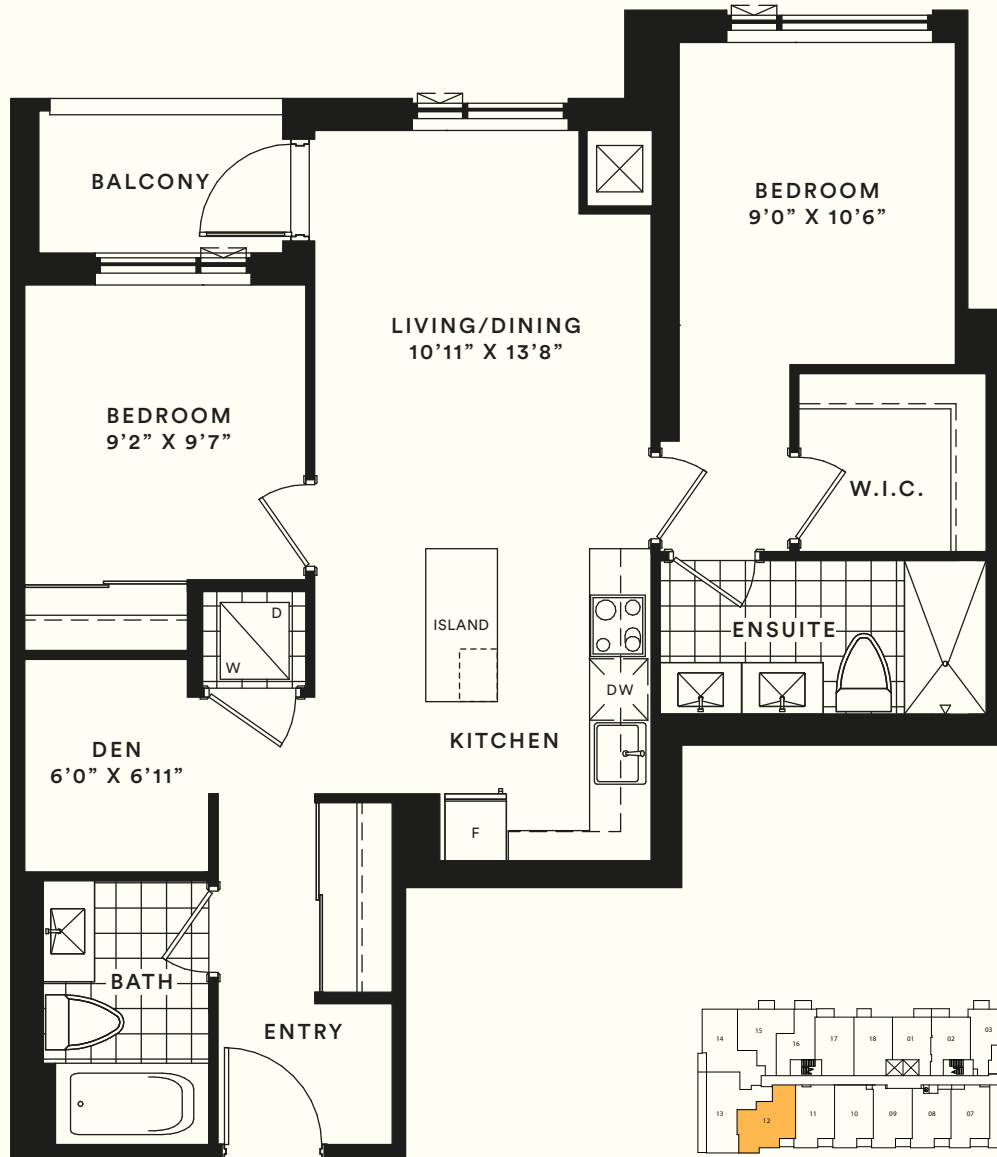 BALCONY
BEDROOM
9’0” X 10’6”
LIVING/DINING
10’11” X 13’8”
BEDROOM
9’2” X 9’7”
W.I.C.
D
W
ISLAND
ENSUITE
DW
KITCHEN
DEN
6’0” X 6’11”
F
BATH
ENTRY
14
15
16
17
18
01
02
03
13
12
11
10
09
08
07